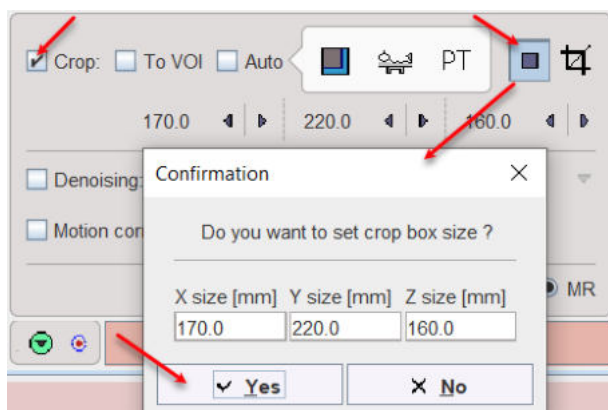 Crop: To VOI Auto PT
170.0 220.0 160.0
Denoising:
Confirmation
Motion con
Do you want to set crop box size ?
MR
X size [mm] Y size [mm] Z size [mm]
170.0 220.0 160.0
Yes No